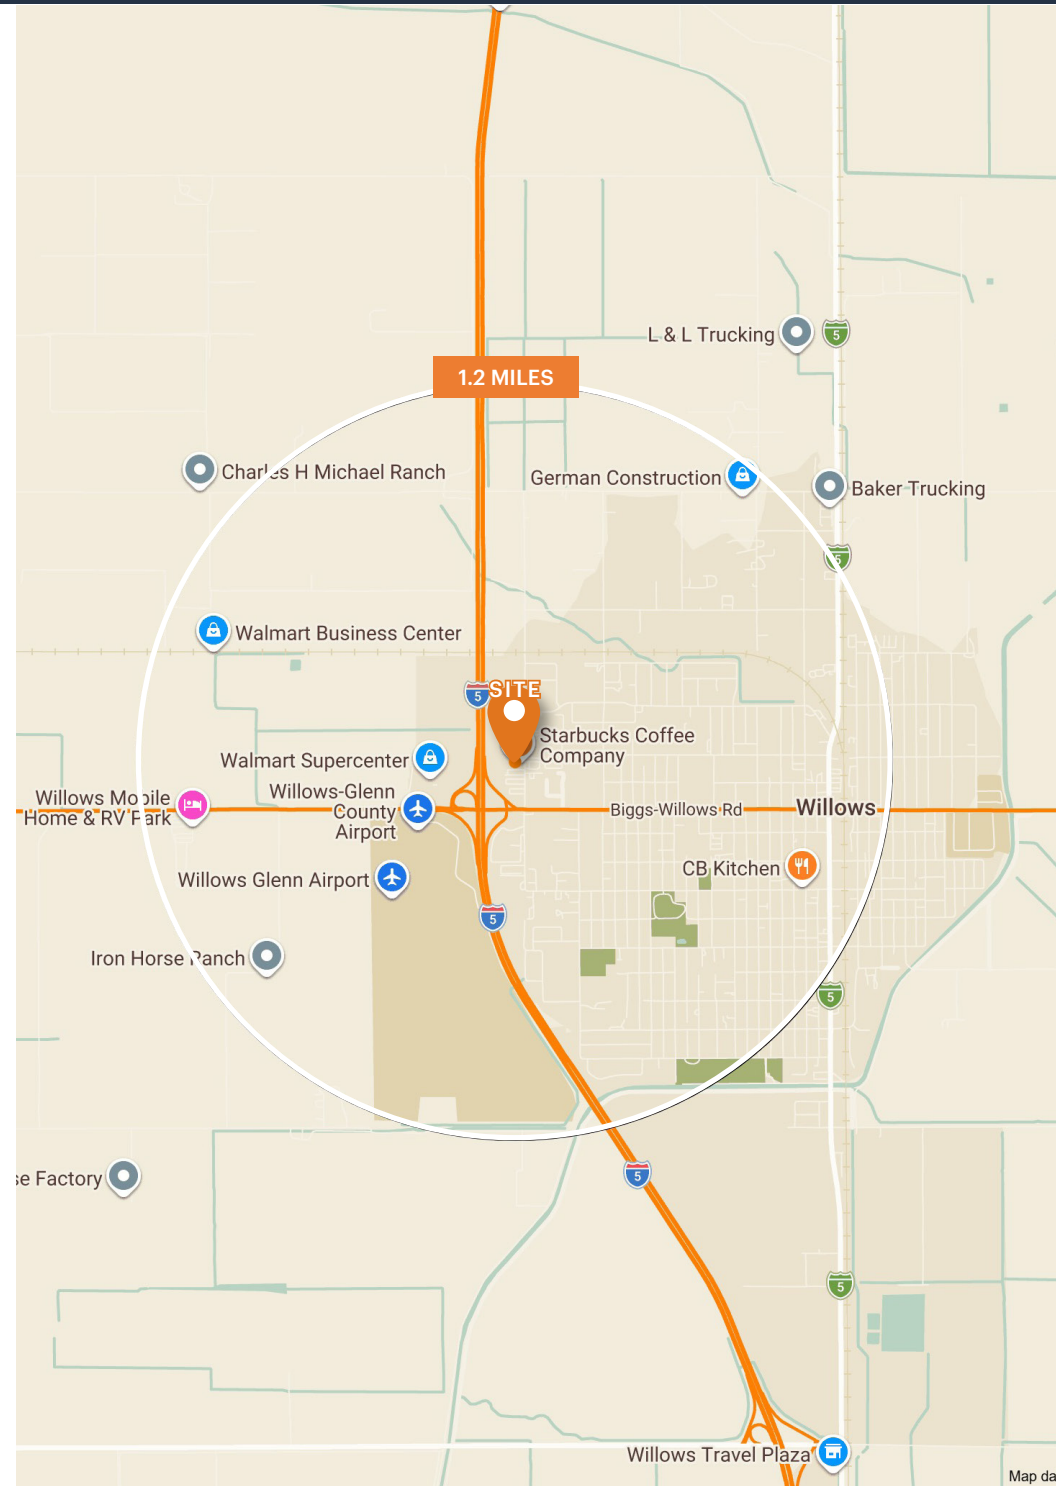 L & L Trucking
5
1.2 MILES
Charles H Michael Ranch
German Construction
Baker Trucking
5
Walmart Business Center
5
SITE
Starbucks Coffee
Company
Walmart Supercenter
Willows-Glenn
County
Airport
Willows Mobile
Home & RV Park
Biggs-Willows Rd
Willows
CB Kitchen
Willows Glenn Airport
5
Iron Horse Ranch
5
se Factory
5
5
Willows Travel Plaza
Map da